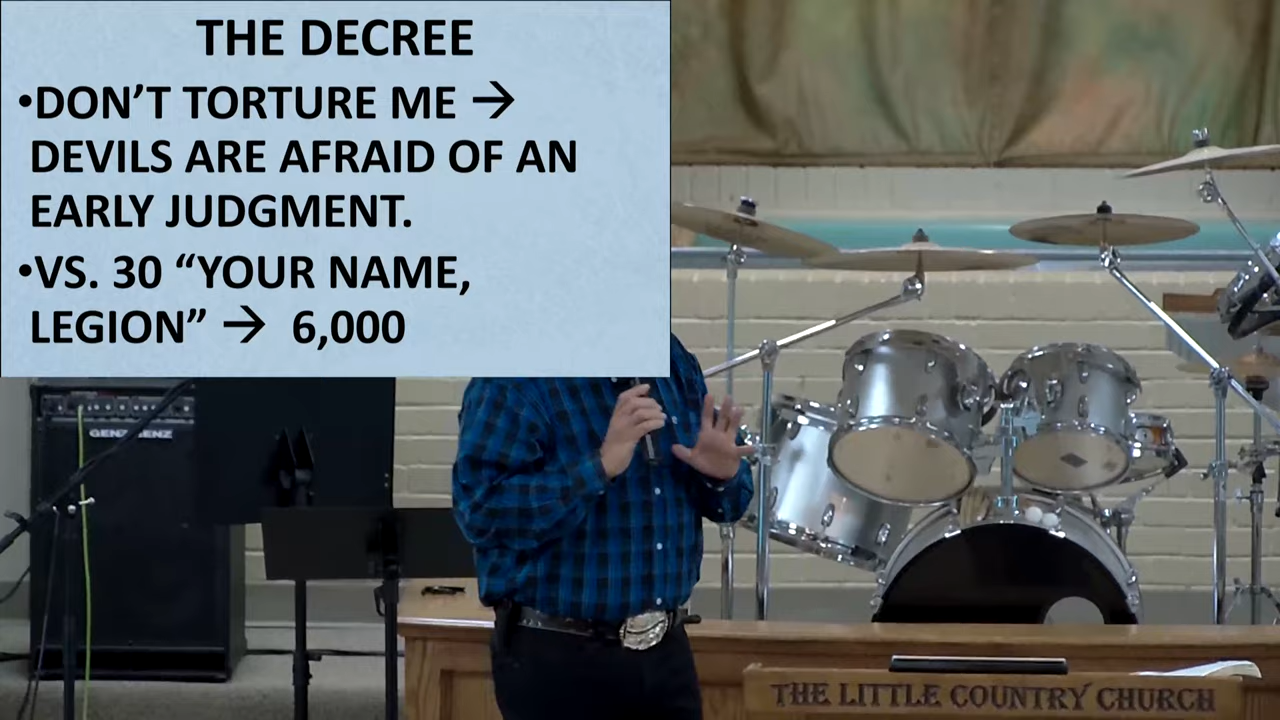 THE DECREE
•DON’T TORTURE ME →
DEVILS ARE AFRAID OF AN
EARLY JUDGMENT.
•VS. 30 “YOUR NAME,
LEGION” → 6,000
GENZ BENZ
THE LITTLE COUNTRY CHURCH